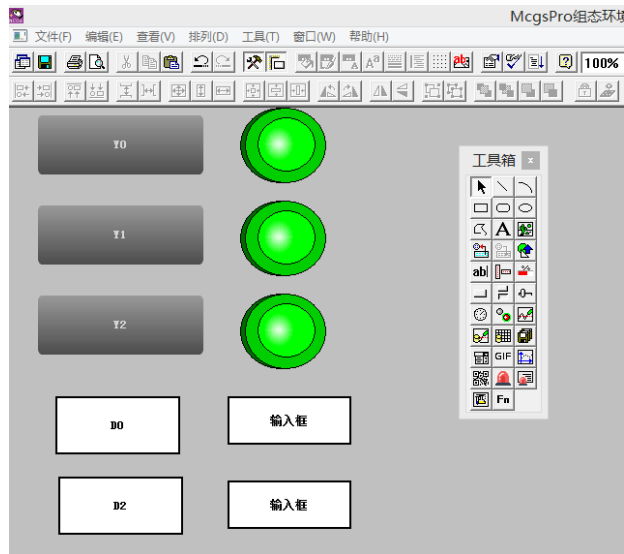 McgsPro组态环境
文件(F) 编辑(E) 查看(V) 排列(D) 工具(T) 窗口(W) 帮助(H)
100%
Y0
工具箱
A
Y1
ab|
Y2
GIF
Fn
D0 输入框
D2 输入框